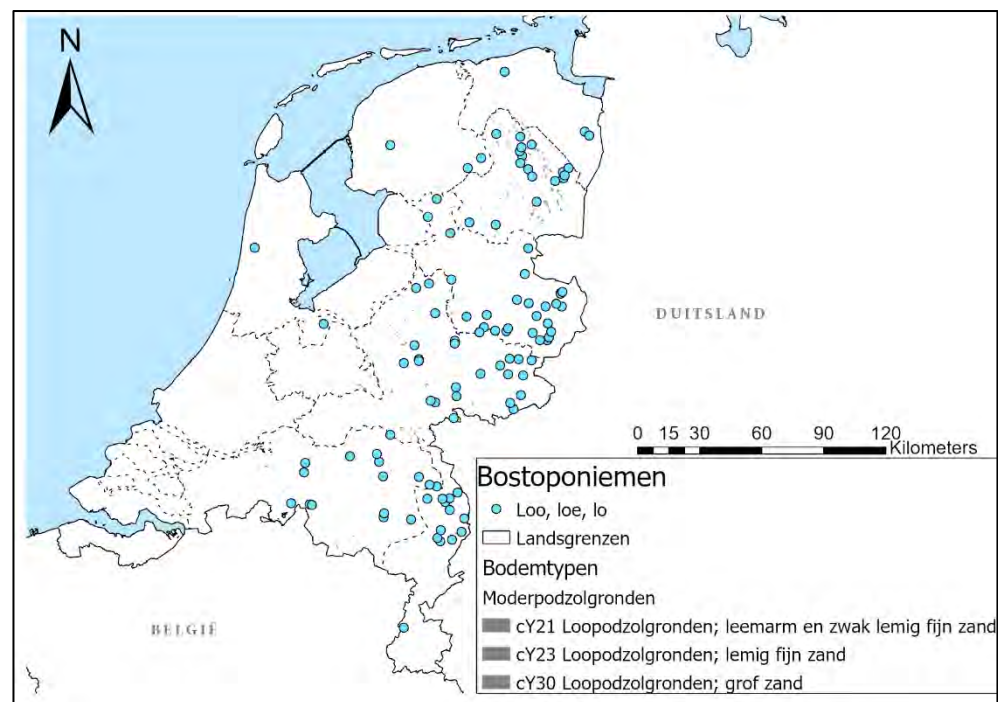 N
DUITSLAND
BELGIË
0 15 30 60 90 120
Kilometers
Bostoponiemen
Loo, loe, lo
Landsgrenzen
Bodemtypen
Moderpodzolgronden
cY21 Loopodzolgronden; leemarm en zwak lemig fijn zand
cY23 Loopodzolgronden; lemig fijn zand
cY30 Loopodzolgronden; grof zand